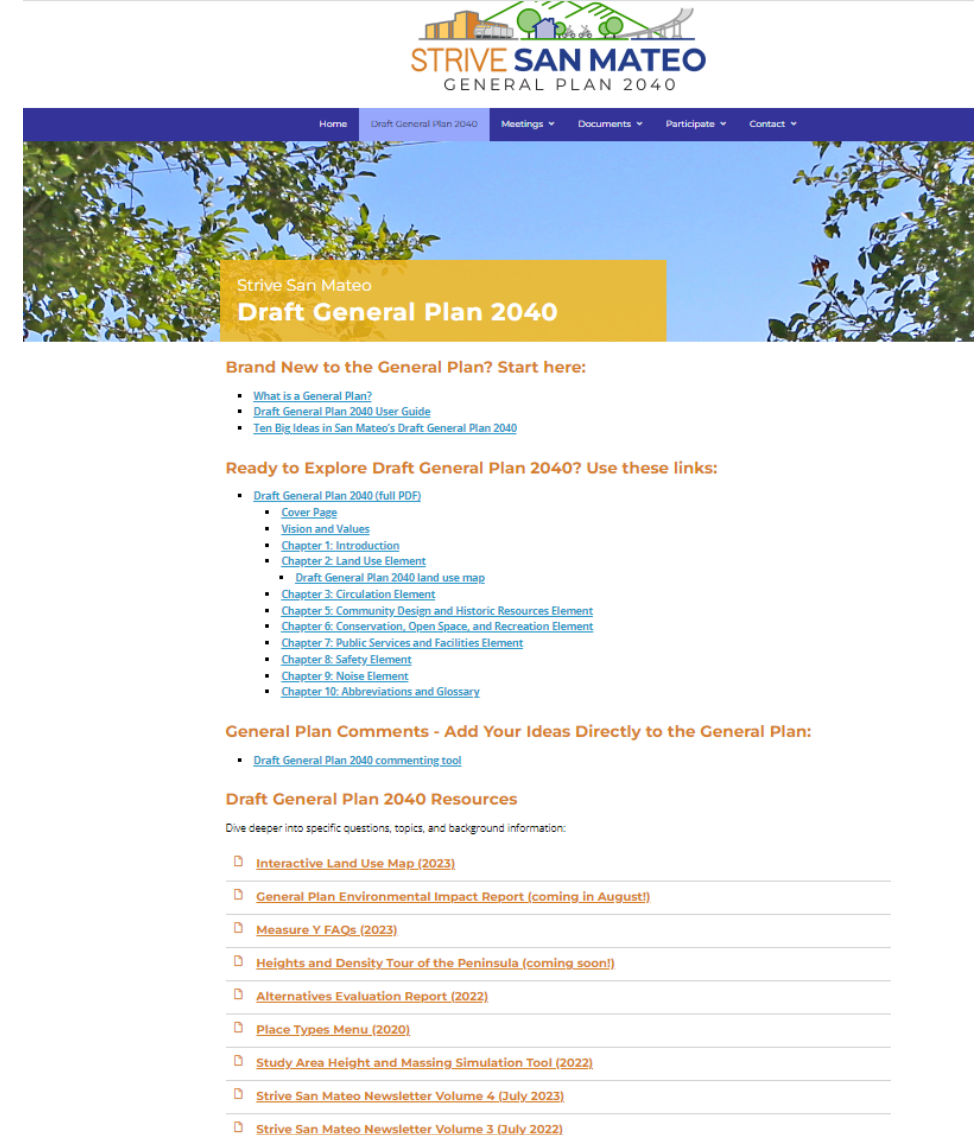 STRIVE SAN MATEO
GENERAL PLAN 2040
Home Draft General Plan 2040 Meetings Documents Participate Contact
Strive San Mateo
Draft General Plan 2040
Brand New to the General Plan? Start here:
What is a General Plan?
Draft General Plan 2040 User Guide
Ten Big Ideas in San Mateo's Draft General Plan 2040
Ready to Explore Draft General Plan 2040? Use these links:
Draft General Plan 2040 (full PDF)
Cover Page
Vision and Values
Chapter 1: Introduction
Chapter 2: Land Use Element
Draft General Plan 2040 land use map
Chapter 3: Circulation Element
Chapter 5: Community Design and Historic Resources Element
Chapter 6: Conservation, Open Space, and Recreation Element
Chapter 7: Public Services and Facilities Element
Chapter 8: Safety Element
Chapter 9: Noise Element
Chapter 10: Abbreviations and Glossary
General Plan Comments - Add Your Ideas Directly to the General Plan:
Draft General Plan 2040 commenting tool
Draft General Plan 2040 Resources
Dive deeper into specific questions, topics, and background information:
Interactive Land Use Map (2023)
General Plan Environmental Impact Report (coming in August!)
Measure Y FAQs (2023)
Heights and Density Tour of the Peninsula (coming soon!)
Alternatives Evaluation Report (2022)
Place Types Menu (2020)
Study Area Height and Massing Simulation Tool (2022)
Strive San Mateo Newsletter Volume 4 (July 2023)
Strive San Mateo Newsletter Volume 3 (July 2022)